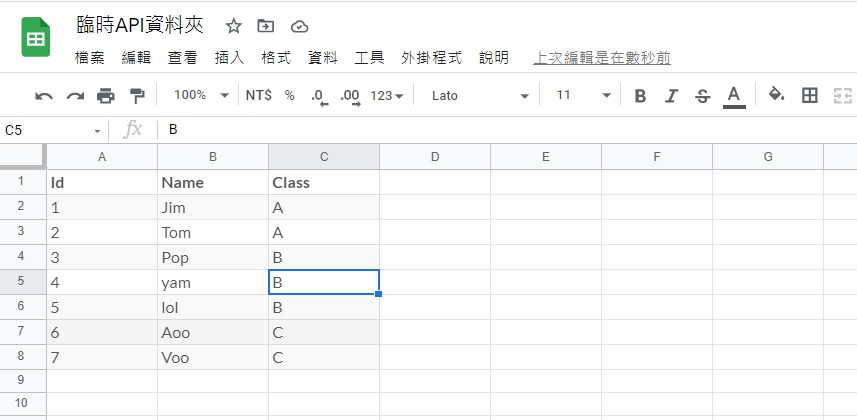 臨時API資料夾
檔案 編輯 查看 插入 格式 資料 工具 外掛程式 說明 上次編輯是在數秒前
100% NT$ % .0 .00 123 Lato 11 B I S A
C5 fx B
A B C D E F G
1 Id Name Class
2 1 Jim A
3 2 Tom A
4 3 Pop B
5 4 yam B
6 5 lol B
7 6 Aoo C
8 7 Voo C
9
10